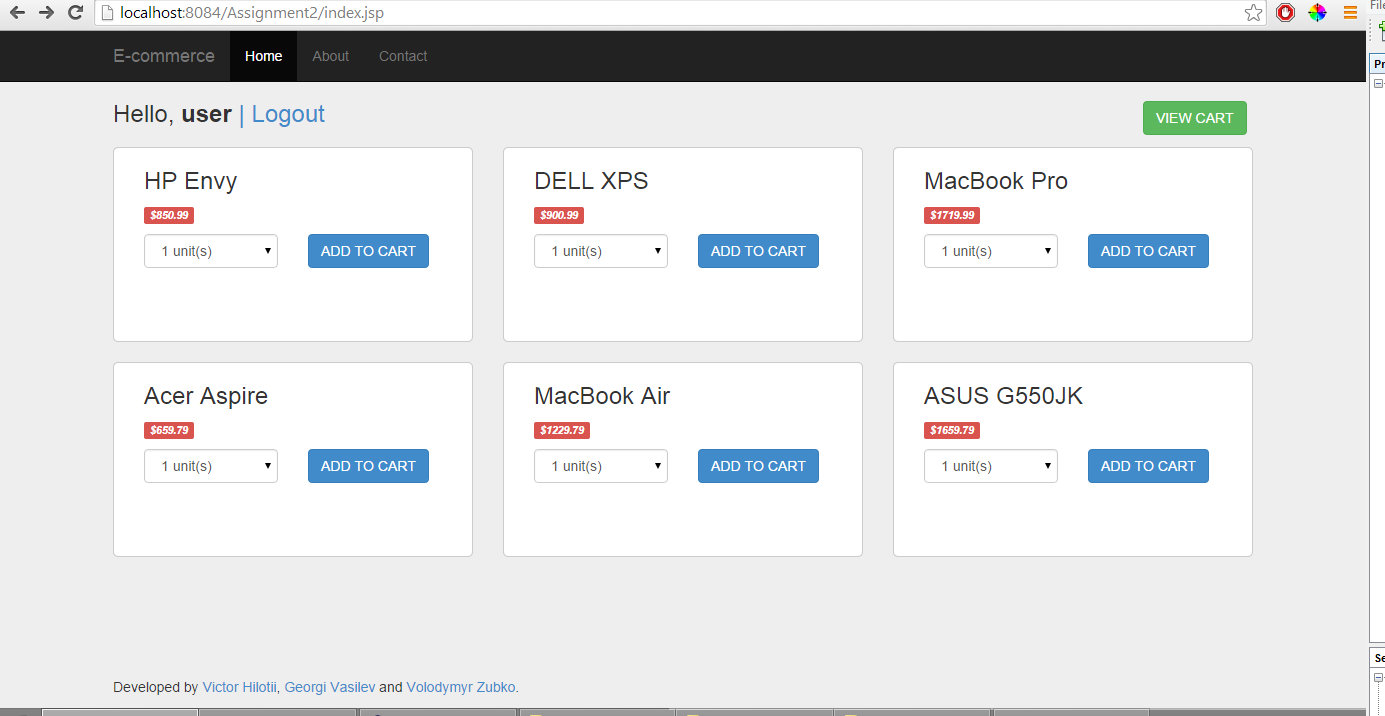 localhost:8084/Assignment2/index.jsp
File
E-commerce Home About Contact
Pr
Hello, user | Logout
VIEW CART
HP Envy
$850.99
1 unit(s) ADD TO CART
DELL XPS
$900.99
1 unit(s) ADD TO CART
MacBook Pro
$1719.99
1 unit(s) ADD TO CART
Acer Aspire
$659.79
1 unit(s) ADD TO CART
MacBook Air
$1229.79
1 unit(s) ADD TO CART
ASUS G550JK
$1659.79
1 unit(s) ADD TO CART
Se
Developed by Victor Hilotii, Georgi Vasilev and Volodymyr Zubko.